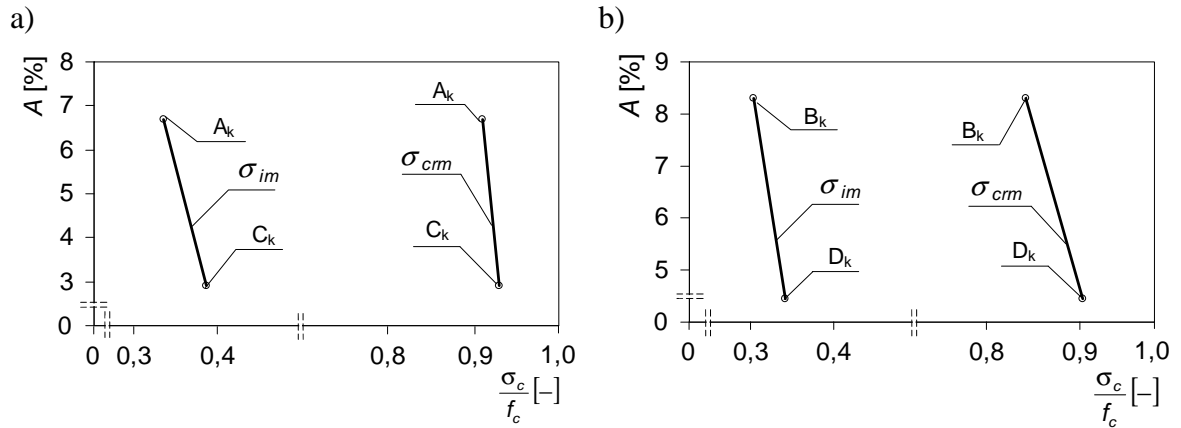 a)
A [%]
8
7
6
5
4
3
0
0 0,3 0,4 0,8 0,9 1,0
A_k
σ_im
C_k
A_k
σ_crm
C_k
σ_c
f_c [–]
b)
A [%]
9
8
7
6
5
0
0 0,3 0,4 0,8 0,9 1,0
B_k
σ_im
D_k
B_k
σ_crm
D_k
σ_c
f_c [–]